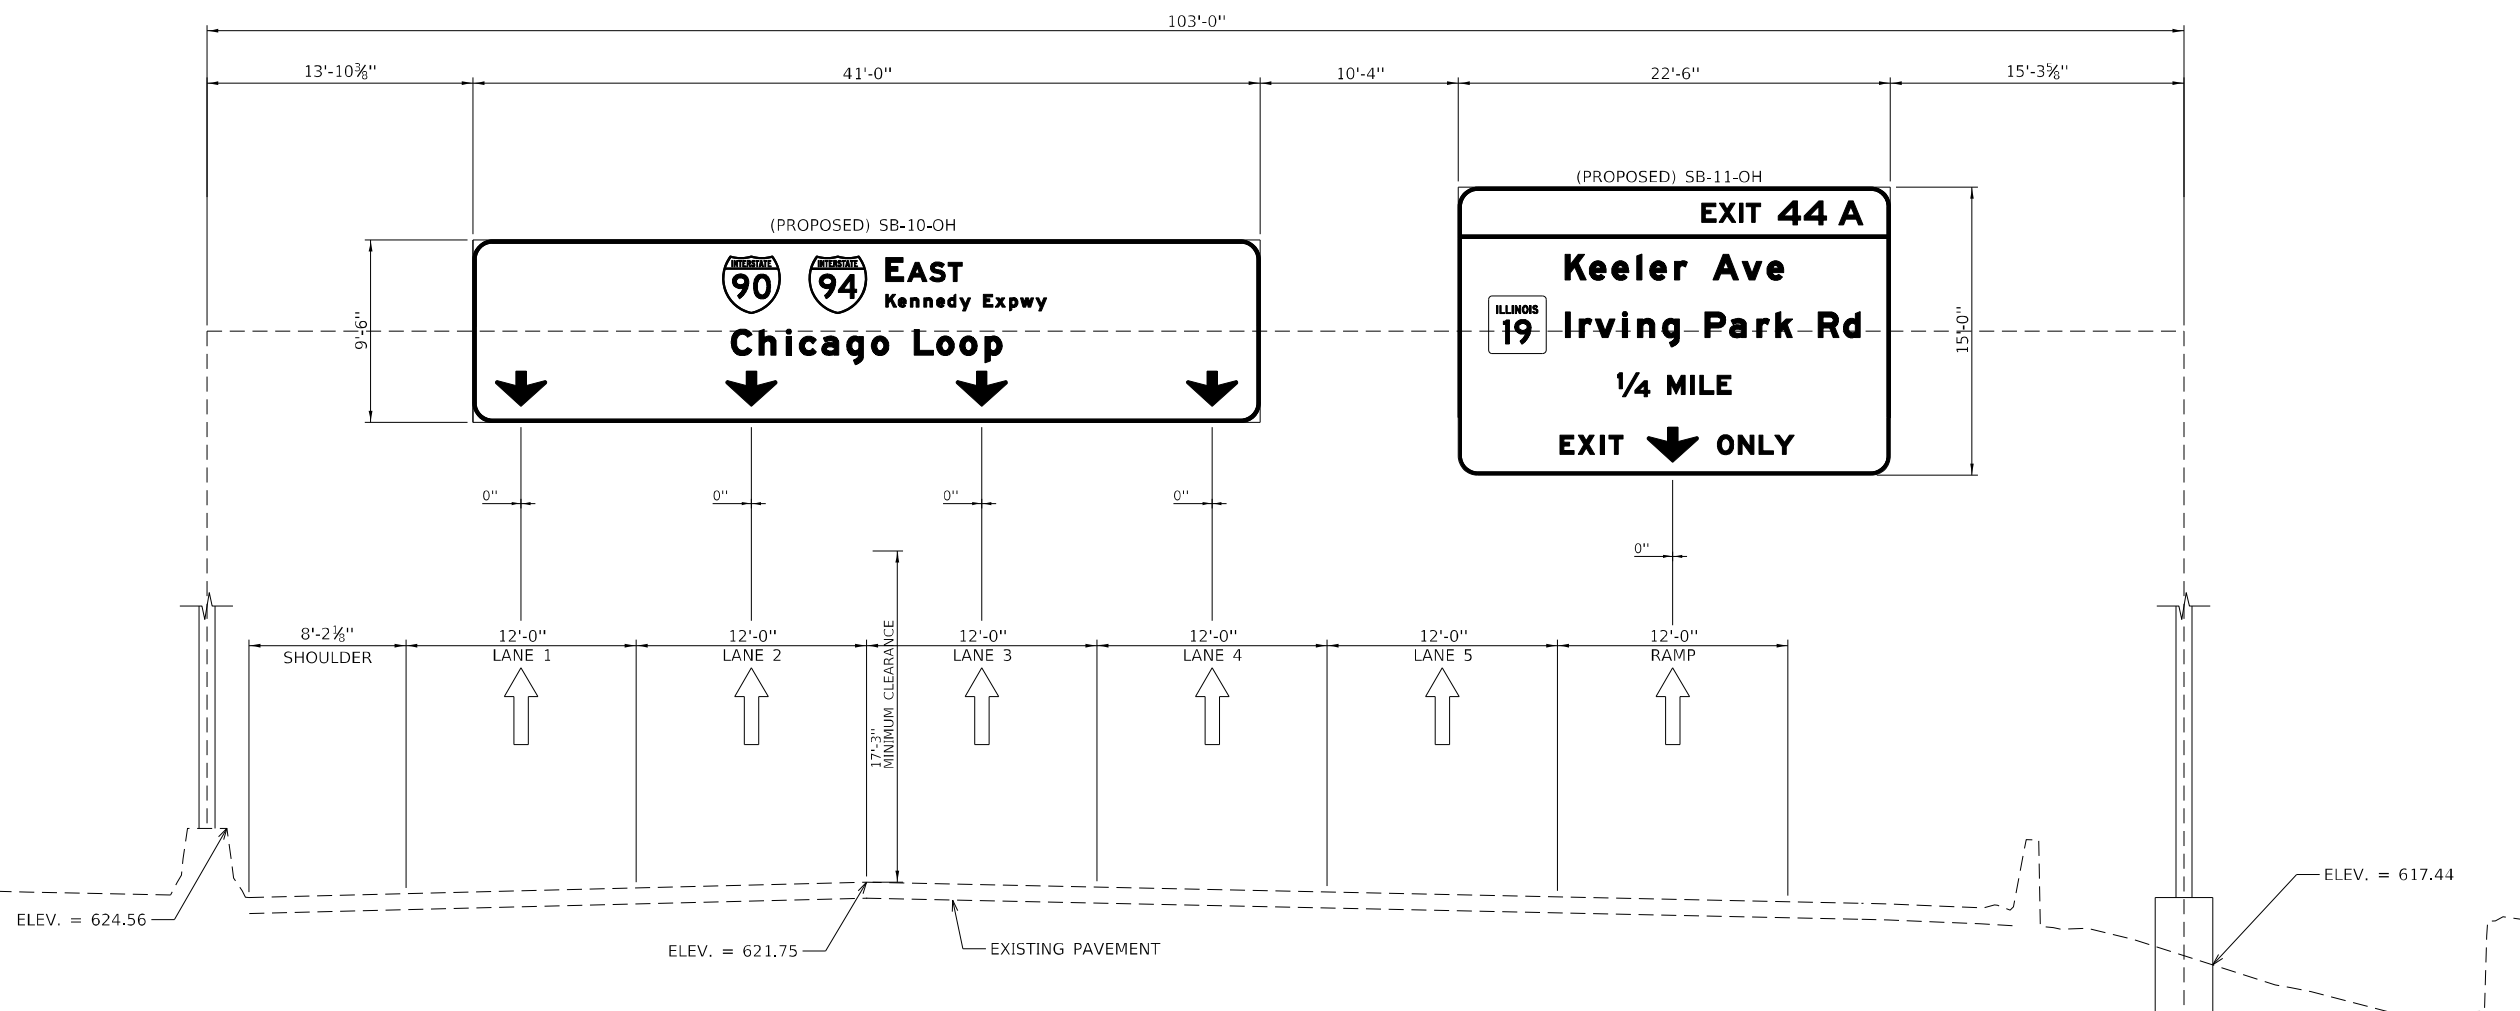 103'-0"
13'-10⅜"
41'-0"
10'-4"
22'-6"
15'-3⅝"
(PROPOSED) SB-10-OH
(PROPOSED) SB-11-OH
9'-6"
INTERSTATE
90
INTERSTATE
94
EAST
Kennedy Expwy
Chicago Loop
EXIT 44 A
Keeler Ave
ILLINOIS
19
Irving Park Rd
1/4 MILE
EXIT ONLY
15'-0"
0"
0"
0"
0"
0"
8'-2⅛"
SHOULDER
12'-0"
LANE 1
12'-0"
LANE 2
12'-0"
LANE 3
12'-0"
LANE 4
12'-0"
LANE 5
12'-0"
RAMP
17'-3"
MINIMUM CLEARANCE
ELEV. = 624.56
ELEV. = 621.75
EXISTING PAVEMENT
ELEV. = 617.44